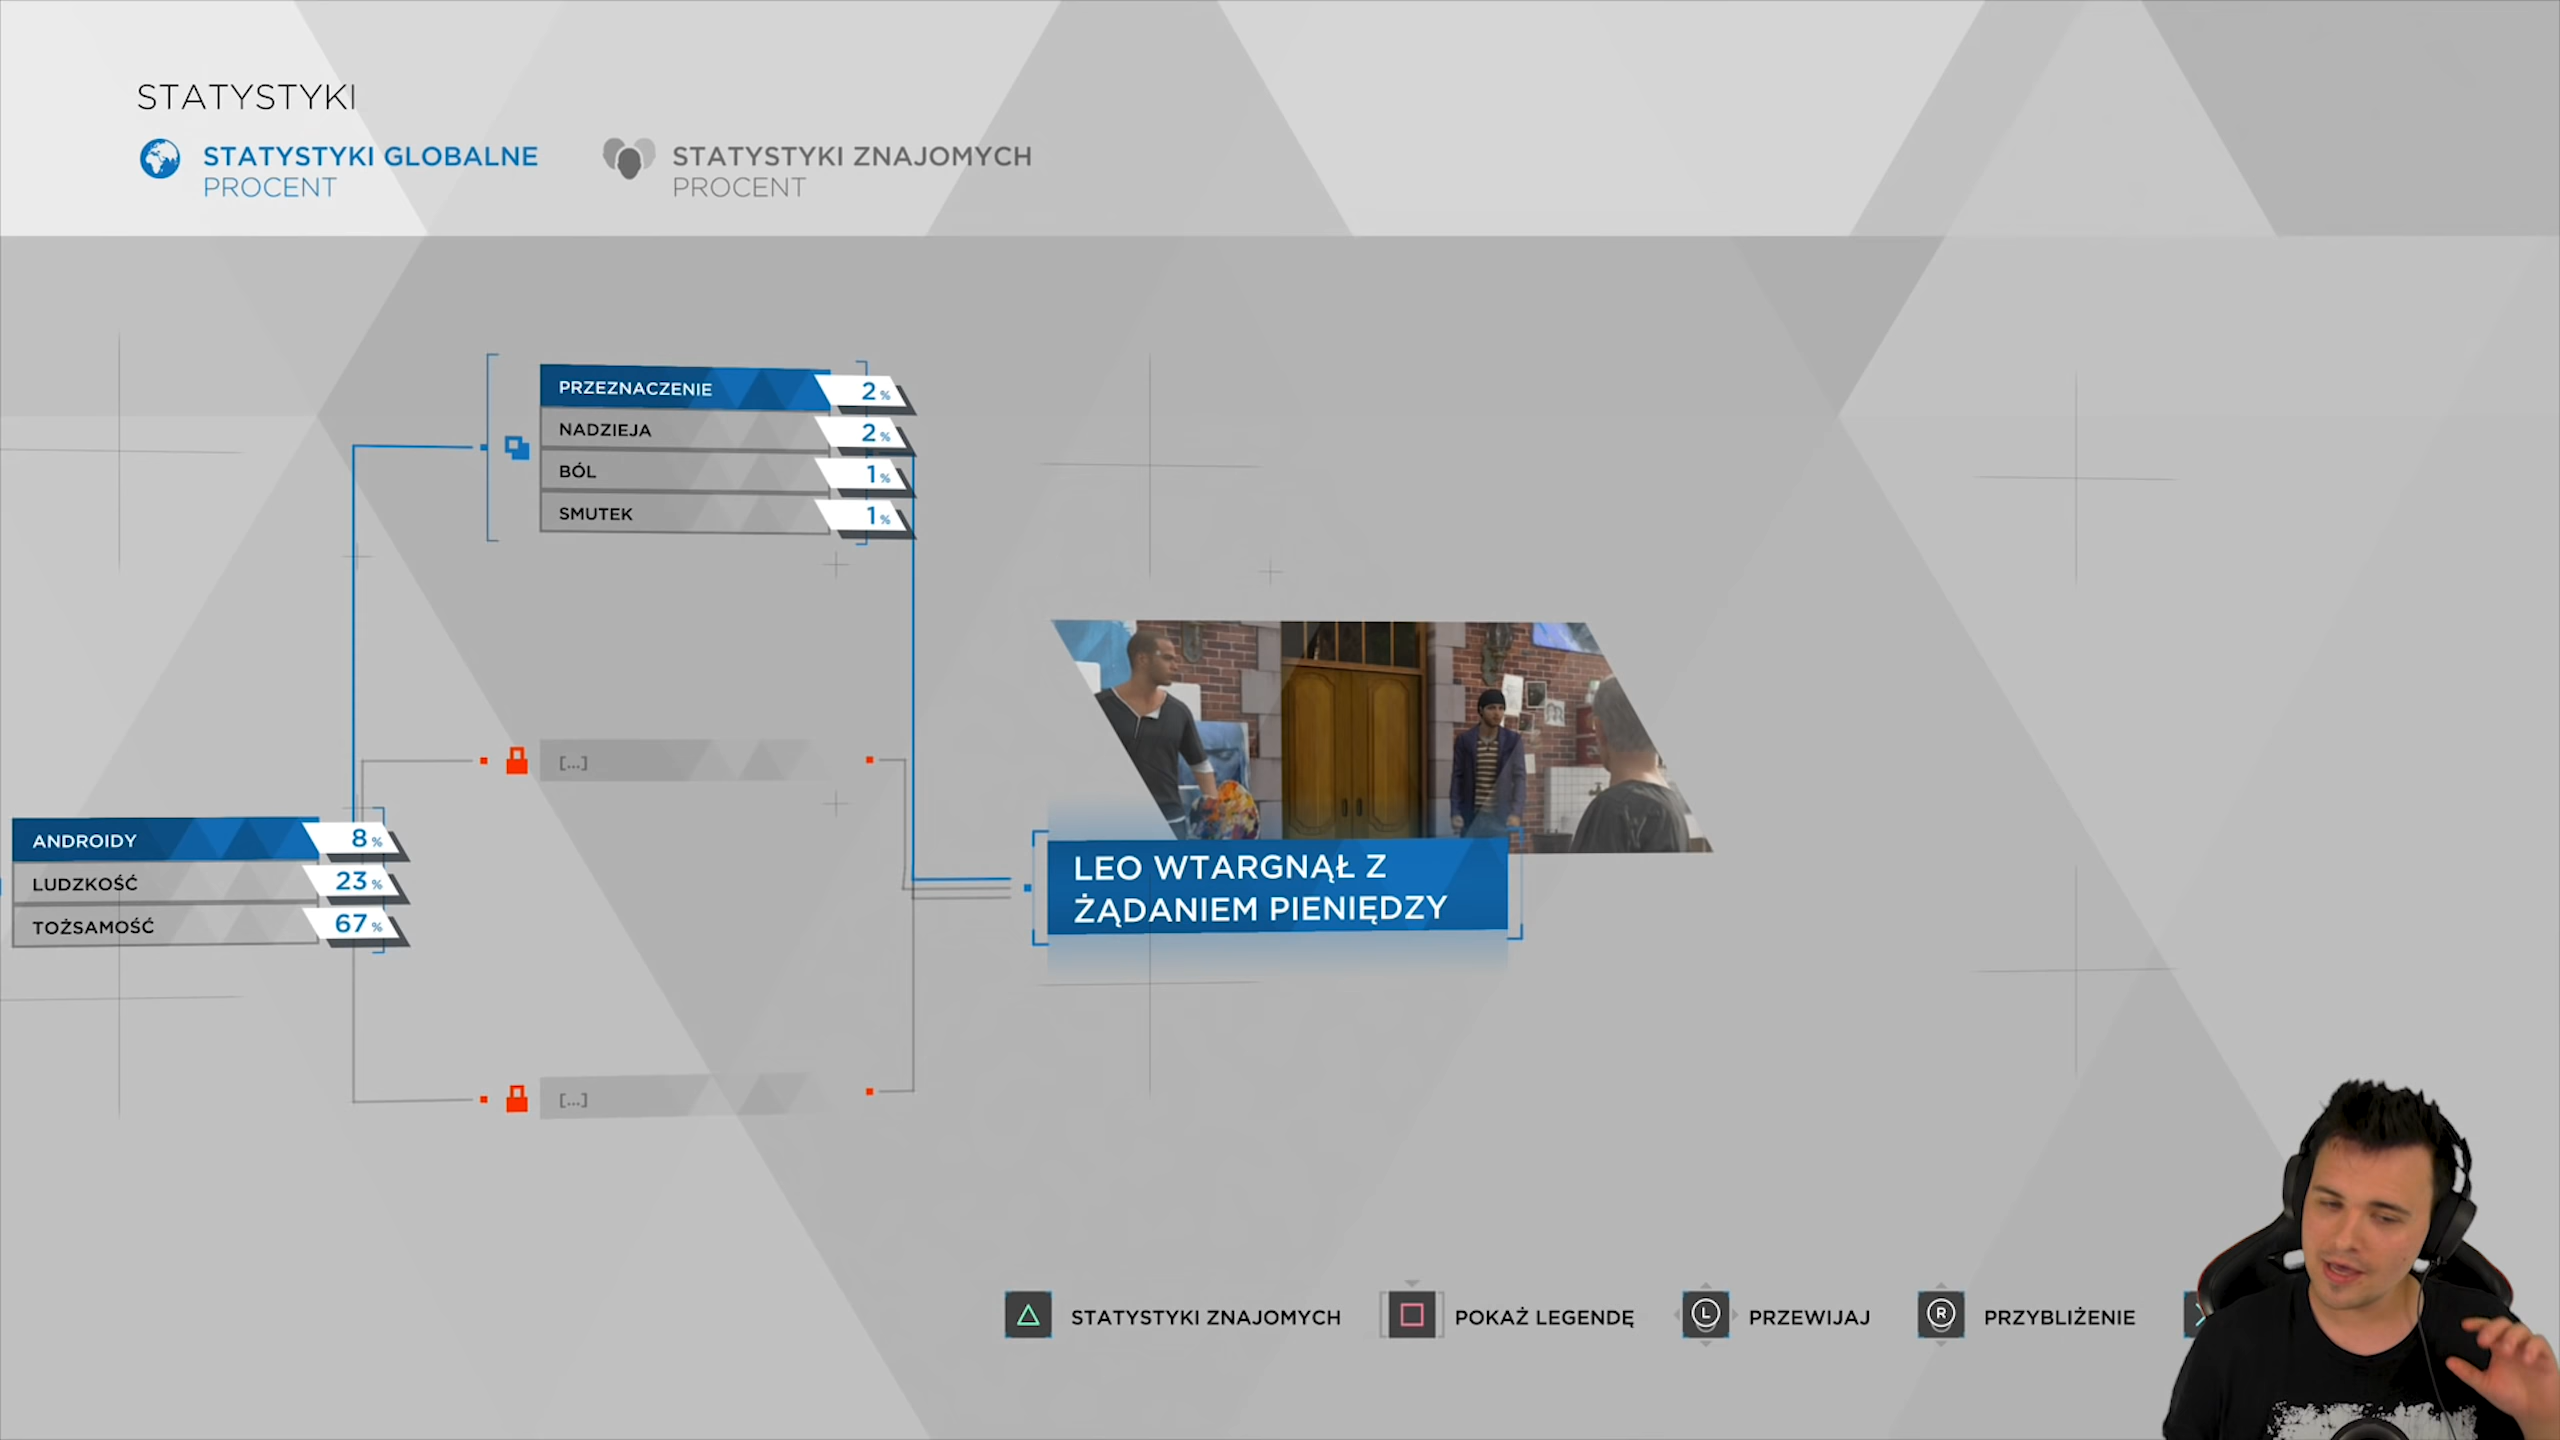 STATYSTYKI
STATYSTYKI GLOBALNE
PROCENT
STATYSTYKI ZNAJOMYCH
PROCENT
PRZEZNACZENIE 2%
NADZIEJA 2%
BÓL 1%
SMUTEK 1%
[...]
ANDROIDY 8%
LUDZKOŚĆ 23%
TOŻSAMOŚĆ 67%
LEO WTARGNĄŁ Z
ŻĄDANIEM PIENIĘDZY
[...]
STATYSTYKI ZNAJOMYCH
POKAŻ LEGENDĘ
L PRZEWIJAJ
R PRZYBLIŻENIE